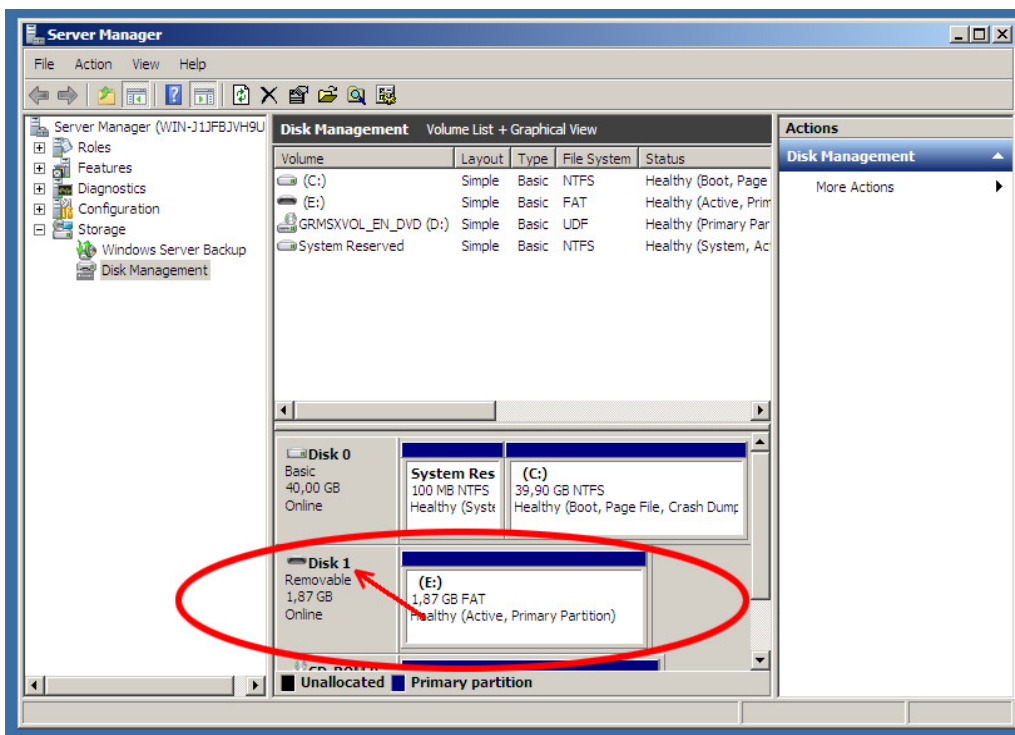 Server Manager
File Action View Help
Server Manager (WIN-J1JFBJVH9U
Roles
Features
Diagnostics
Configuration
Storage
Windows Server Backup
Disk Management
Disk Management Volume List + Graphical View
Volume Layout Type File System Status
(C:) Simple Basic NTFS Healthy (Boot, Page
(E:) Simple Basic FAT Healthy (Active, Prim
GRMSXVOL_EN_DVD (D:) Simple Basic UDF Healthy (Primary Par
System Reserved Simple Basic NTFS Healthy (System, Ac
Disk 0
Basic
40,00 GB
Online
System Res
100 MB NTFS
Healthy (Syste
(C:)
39,90 GB NTFS
Healthy (Boot, Page File, Crash Dump
Disk 1
Removable
1,87 GB
Online
(E:)
1,87 GB FAT
Healthy (Active, Primary Partition)
CD-ROM 0
Unallocated Primary partition
Actions
Disk Management
More Actions